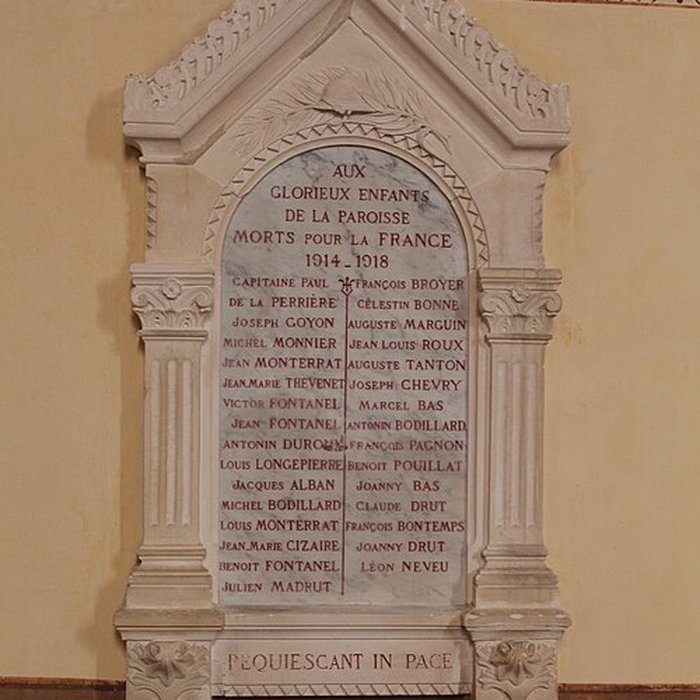 AUX
GLORIEUX ENFANTS
DE LA PAROISSE
MORTS POUR LA FRANCE
1914-1918
CAPITAINE PAUL
DE LA PERRIÈRE
JOSEPH GOYON
MICHEL MONNIER
JEAN MONTERRAT
JEAN-MARIE THEVENET
VICTOR FONTANEL
JEAN FONTANEL
ANTONIN DUROUX
LOUIS LONGEPIERRE
JACQUES ALBAN
MICHEL BODILLARD
LOUIS MONTERRAT
JEAN-MARIE CIZAIRE
BENOIT FONTANEL
JULIEN MADRUT
FRANÇOIS BROYER
CÉLESTIN BONNE
AUGUSTE MARGUIN
JEAN LOUIS ROUX
AUGUSTE TANTON
JOSEPH CHEVRY
MARCEL BAS
ANTONIN BODILLARD
FRANÇOIS PAGNON
BENOIT POUILLAT
JOANNY BAS
CLAUDE DRUT
FRANÇOIS BONTEMPS
JOANNY DRUT
LÉON NEVEU
REQUIESCANT IN PACE